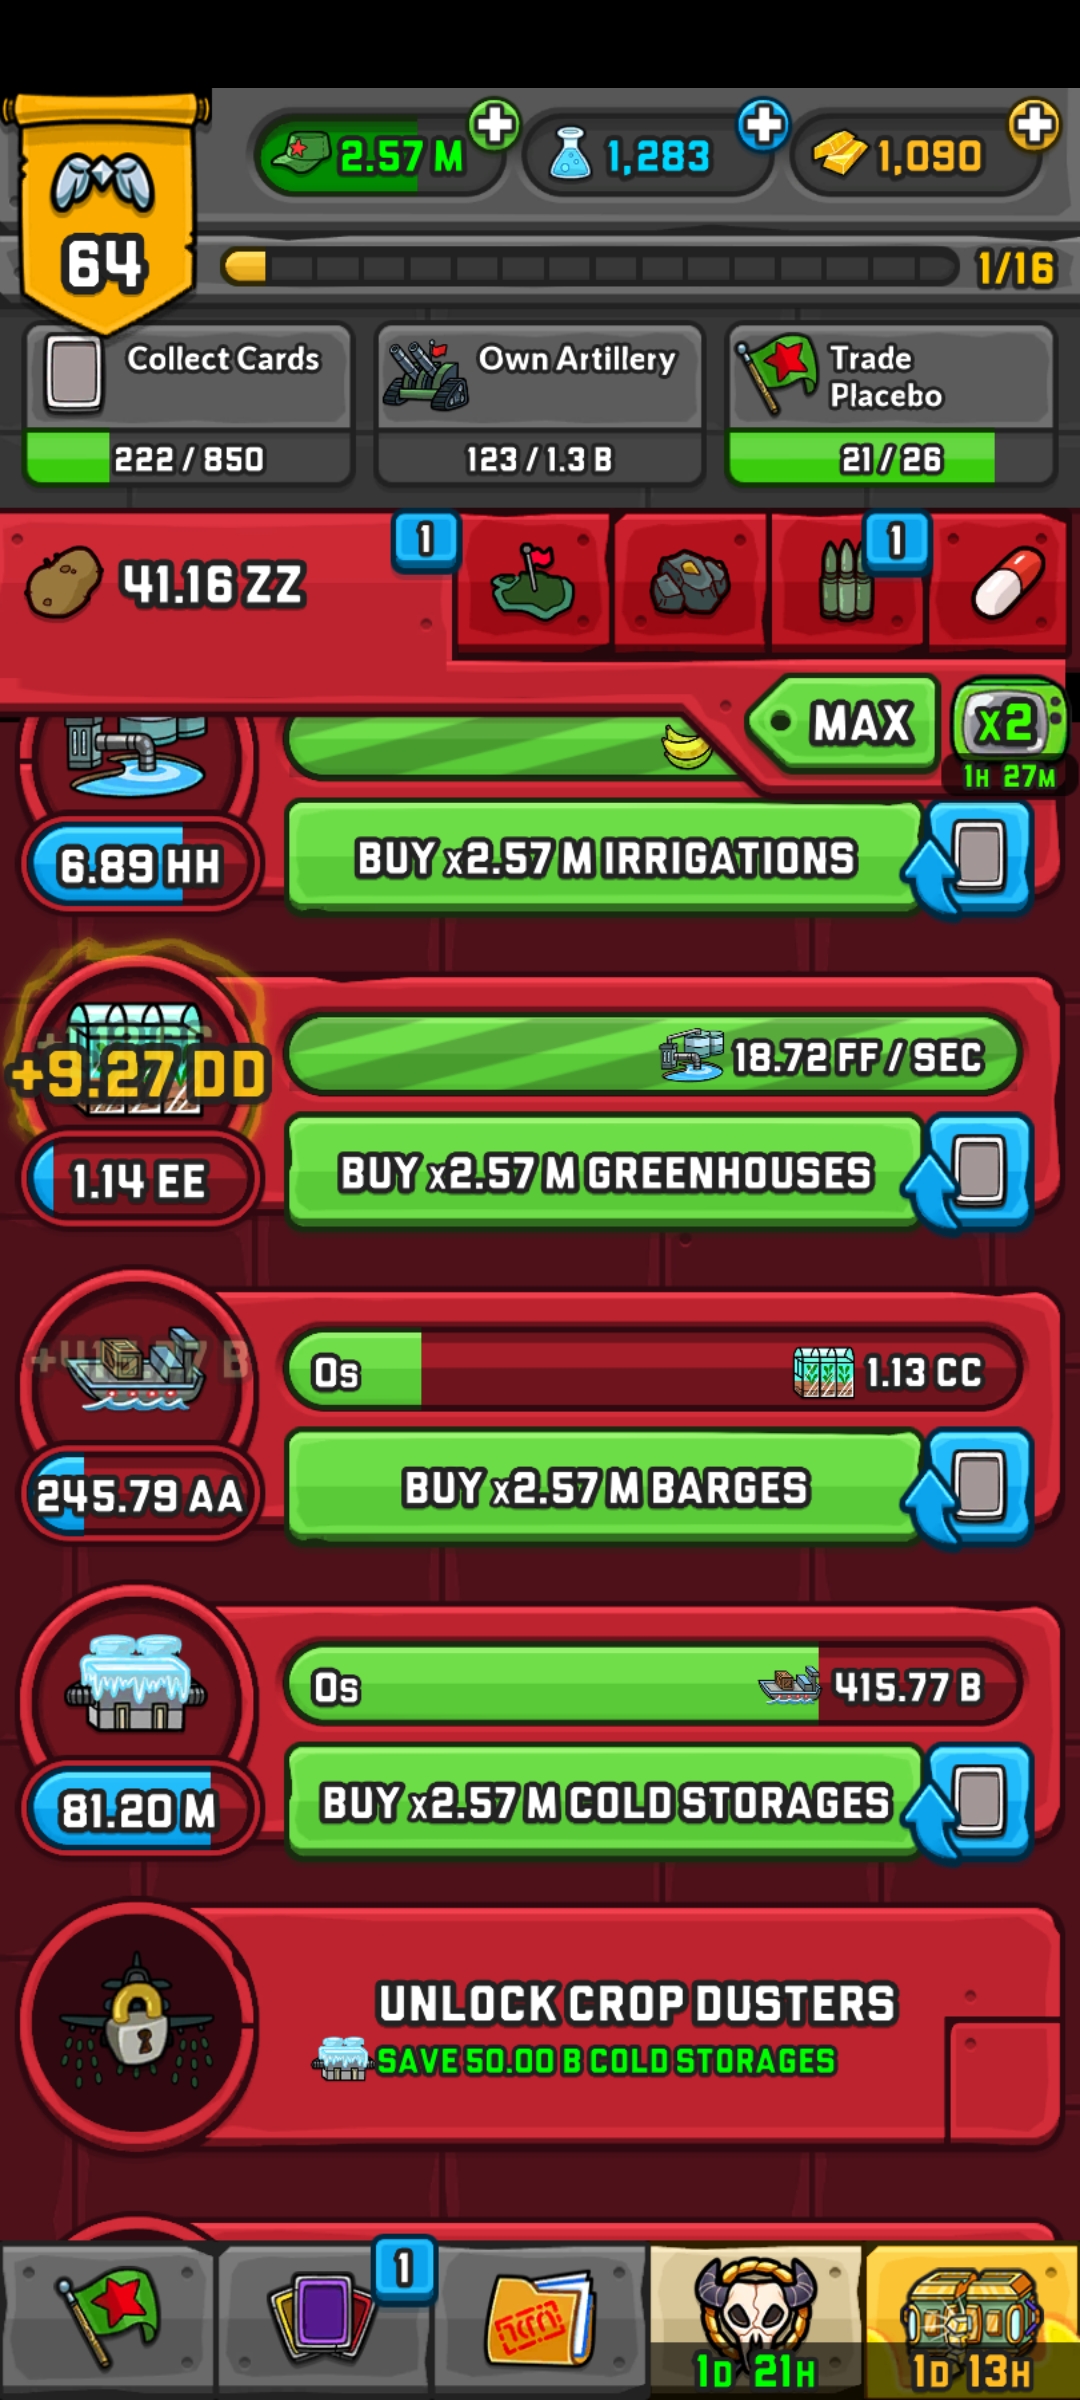 64
2.57 M
1,283
1,090
1/16
Collect Cards
222 / 850
Own Artillery
123 / 1.3 B
Trade
Placebo
21 / 26
41.16 ZZ
1
1
MAX
x2
1H 27M
6.89 HH
BUY x2.57 M IRRIGATIONS
+9.27 DD
18.72 FF / SEC
1.14 EE
BUY x2.57 M GREENHOUSES
0s
1.13 CC
245.79 AA
BUY x2.57 M BARGES
0s
415.77 B
81.20 M
BUY x2.57 M COLD STORAGES
UNLOCK CROP DUSTERS
SAVE 50.00 B COLD STORAGES
1
1D 21H
1D 13H